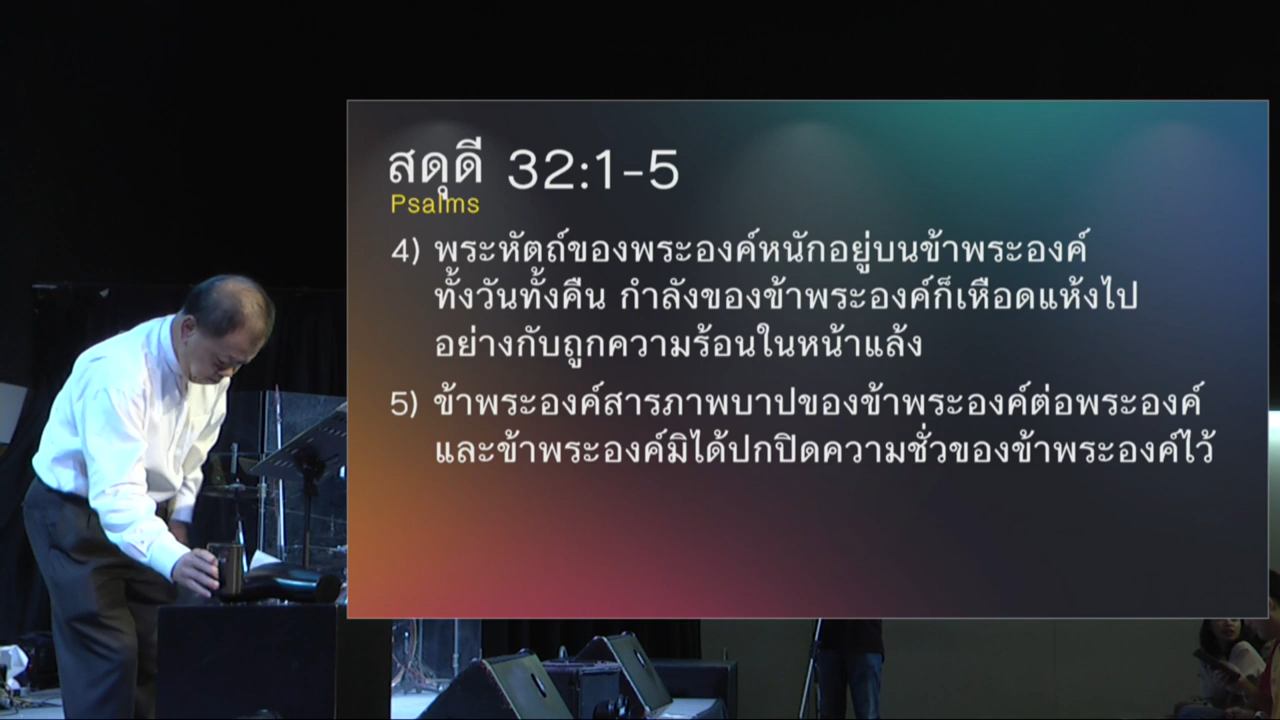 สดุดี 32:1-5
Psalms
4) พระหัตถ์ของพระองค์หนักอยู่บนข้าพระองค์
ทั้งวันทั้งคืน กำลังของข้าพระองค์ก็เหือดแห้งไป
อย่างกับถูกความร้อนในหน้าแล้ง
5) ข้าพระองค์สารภาพบาปของข้าพระองค์ต่อพระองค์
และข้าพระองค์มิได้ปกปิดความชั่วของข้าพระองค์ไว้